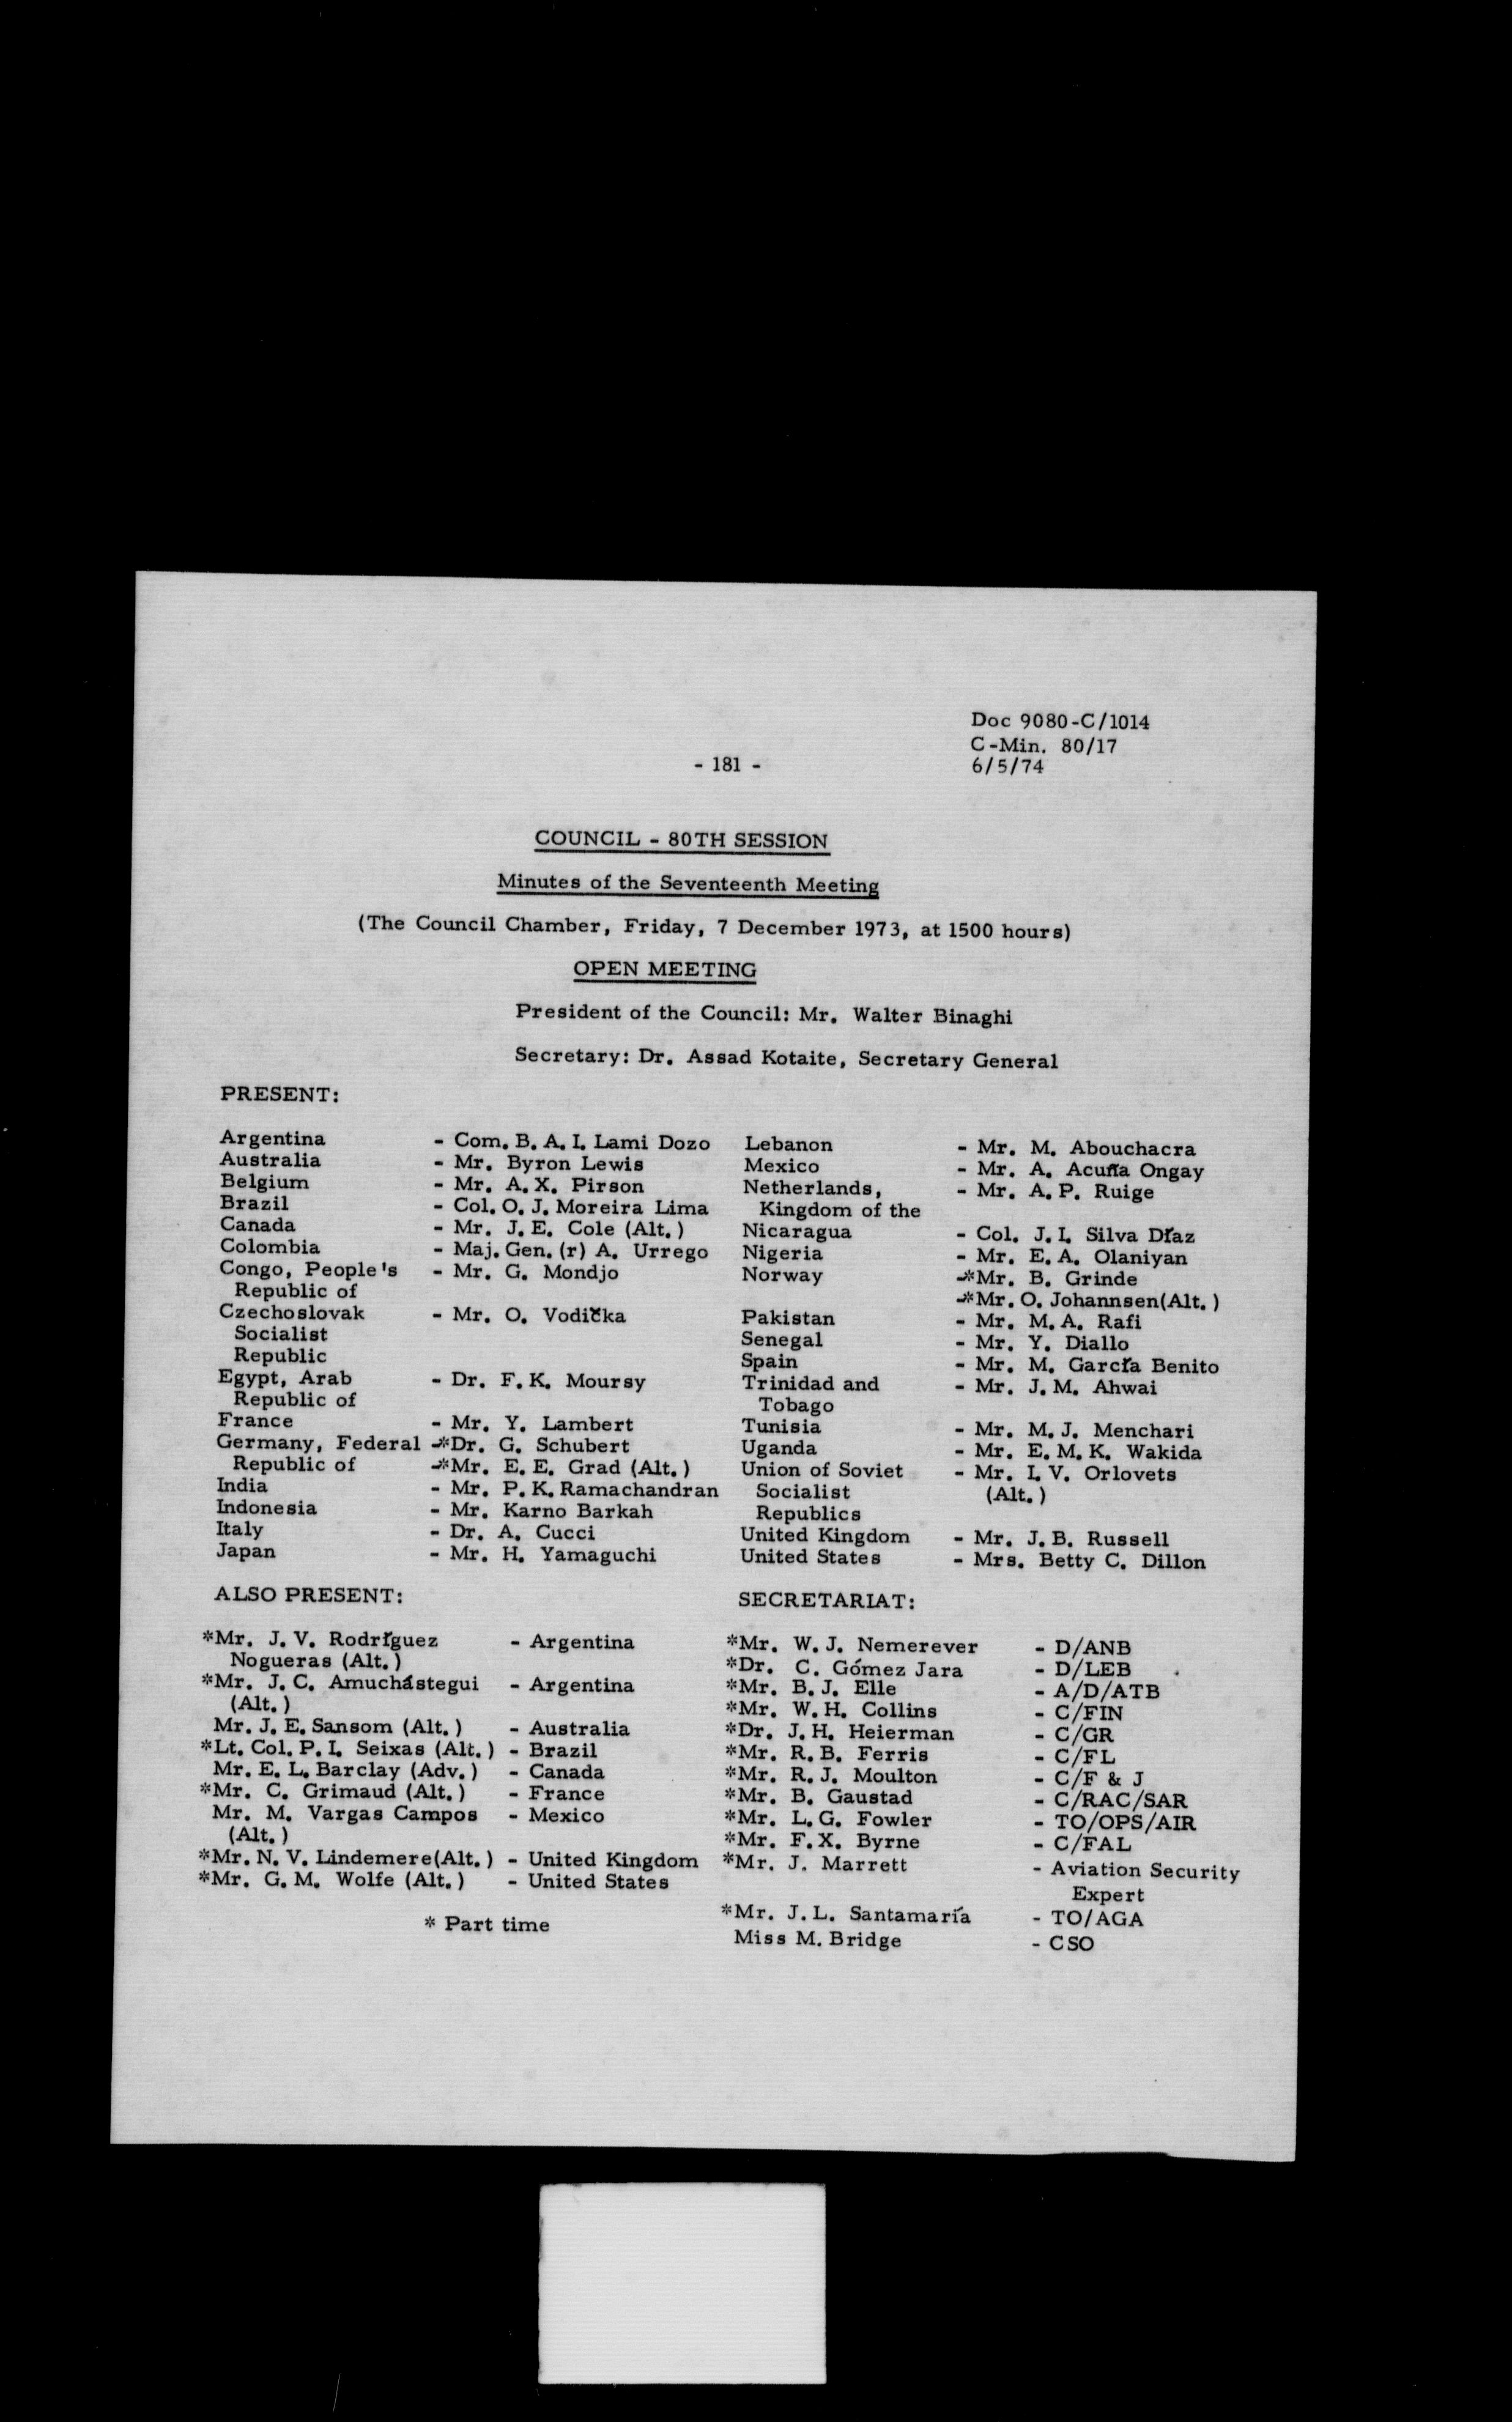 Doc 9080-C/1014
C-Min. 80/17
- 181 -
6/5/74
COUNCIL - 80TH SESSION
Minutes of the Seventeenth Meeting
(The Council Chamber, Friday, 7 December 1973, at 1500 hours)
OPEN MEETING
President of the Council: Mr. Walter Binaghi
Secretary: Dr. Assad Kotaite, Secretary General
PRESENT:
Argentina - Com. B. A. I. Lami Dozo
Australia - Mr. Byron Lewis
Belgium - Mr. A. X. Pirson
Brazil - Col. O. J. Moreira Lima
Canada - Mr. J. E. Cole (Alt.)
Colombia - Maj. Gen. (r) A. Urrego
Congo, People's - Mr. G. Mondjo
Republic of
Czechoslovak - Mr. O. Vodička
Socialist
Republic
Egypt, Arab - Dr. F. K. Moursy
Republic of
France - Mr. Y. Lambert
Germany, Federal -*Dr. G. Schubert
Republic of -*Mr. E. E. Grad (Alt.)
India - Mr. P. K. Ramachandran
Indonesia - Mr. Karno Barkah
Italy - Dr. A. Cucci
Japan - Mr. H. Yamaguchi
Lebanon - Mr. M. Abouchacra
Mexico - Mr. A. Acuña Ongay
Netherlands, - Mr. A. P. Ruige
Kingdom of the
Nicaragua - Col. J. I. Silva Díaz
Nigeria - Mr. E. A. Olaniyan
Norway -*Mr. B. Grinde
-*Mr. O. Johannsen(Alt.)
Pakistan - Mr. M. A. Rafi
Senegal - Mr. Y. Diallo
Spain - Mr. M. García Benito
Trinidad and - Mr. J. M. Ahwai
Tobago
Tunisia - Mr. M. J. Menchari
Uganda - Mr. E. M. K. Wakida
Union of Soviet - Mr. I. V. Orlovets
Socialist (Alt.)
Republics
United Kingdom - Mr. J. B. Russell
United States - Mrs. Betty C. Dillon
ALSO PRESENT:
*Mr. J. V. Rodríguez - Argentina
Nogueras (Alt.)
*Mr. J. C. Amuchástegui - Argentina
(Alt.)
Mr. J. E. Sansom (Alt.) - Australia
*Lt. Col. P. I. Seixas (Alt.) - Brazil
Mr. E. L. Barclay (Adv.) - Canada
*Mr. C. Grimaud (Alt.) - France
Mr. M. Vargas Campos - Mexico
(Alt.)
*Mr. N. V. Lindemere(Alt.) - United Kingdom
*Mr. G. M. Wolfe (Alt.) - United States
* Part time
SECRETARIAT:
*Mr. W. J. Nemerever - D/ANB
*Dr. C. Gómez Jara - D/LEB
*Mr. B. J. Elle - A/D/ATB
*Mr. W. H. Collins - C/FIN
*Dr. J. H. Heierman - C/GR
*Mr. R. B. Ferris - C/FL
*Mr. R. J. Moulton - C/F & J
*Mr. B. Gaustad - C/RAC/SAR
*Mr. L. G. Fowler - TO/OPS/AIR
*Mr. F. X. Byrne - C/FAL
*Mr. J. Marrett - Aviation Security
Expert
*Mr. J. L. Santamaría - TO/AGA
Miss M. Bridge - CSO